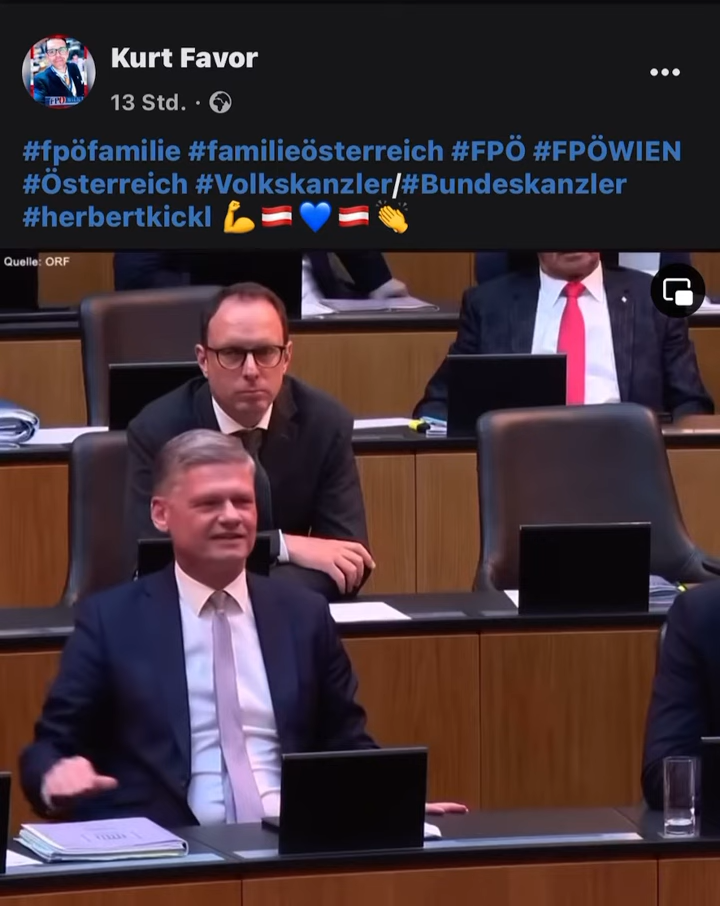 Kurt Favor
13 Std. ·
#fpöfamilie #familieösterreich #FPÖ #FPÖWIEN
#Österreich #Volkskanzler/#Bundeskanzler
#herbertkickl 💪🇦🇹💙🇦🇹👏
Quelle: ORF